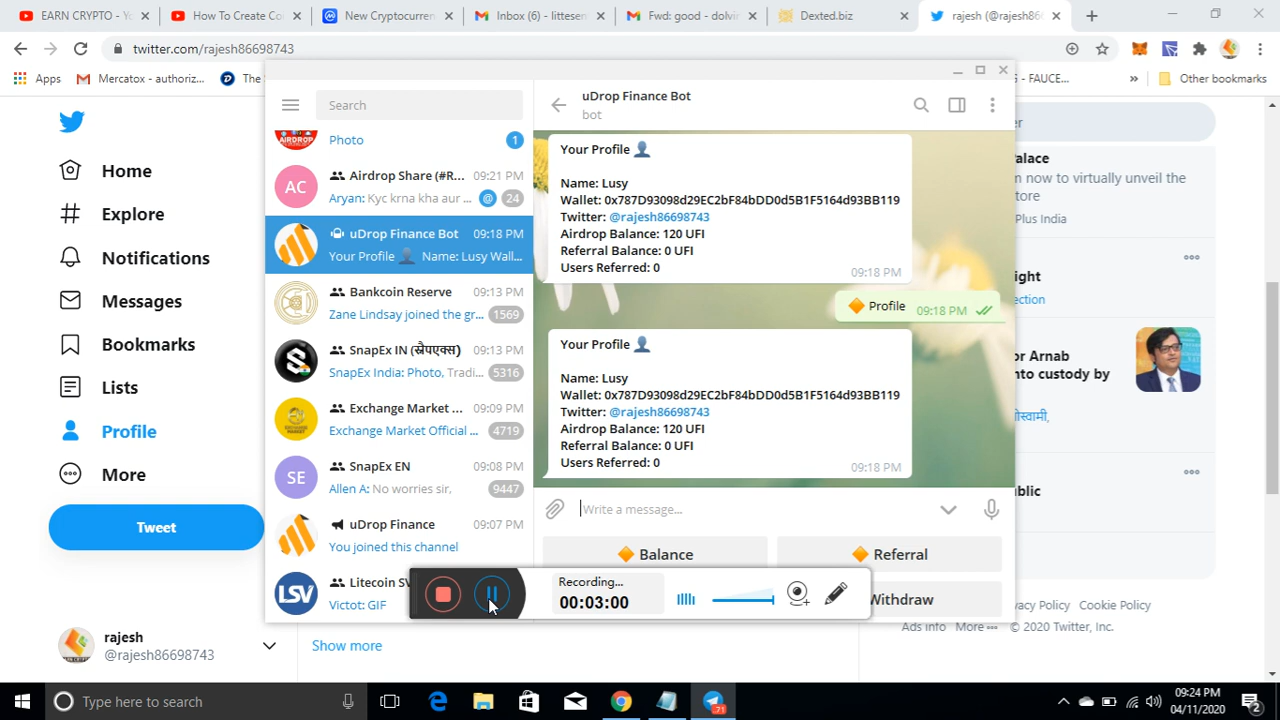 EARN CRYPTO - Yo
How To Create Co
New Cryptocurren
Inbox (6) - littesen
Fwd: good - dolvin
Dexted.biz
rajesh (@rajesh86
twitter.com/rajesh86698743
Apps
Mercatox - authoriz...
The
G - FAUCE...
Other bookmarks
Home
Explore
Notifications
Messages
Bookmarks
Lists
Profile
More
Tweet
rajesh
@rajesh86698743
Search
Photo
1
AC
Airdrop Share (#R...
09:21 PM
Aryan: Kyc krna kha aur ...
@
24
uDrop Finance Bot
09:18 PM
Your Profile 👤 Name: Lusy Wall...
Bankcoin Reserve
09:13 PM
Zane Lindsay joined the gr...
1569
SnapEx IN (स्नैपएक्स)
09:13 PM
SnapEx India: Photo, Tradi...
5316
Exchange Market ...
09:09 PM
Exchange Market Official ...
4719
SE
SnapEx EN
09:08 PM
Allen A: No worries sir,
9447
uDrop Finance
09:07 PM
You joined this channel
LSV
Litecoin SV
Victot: GIF
uDrop Finance Bot
bot
Your Profile 👤
Name: Lusy
Wallet: 0x787D93098d29EC2bF84bDD0d5B1F5164d93BB119
Twitter: @rajesh86698743
Airdrop Balance: 120 UFI
Referral Balance: 0 UFI
Users Referred: 0
09:18 PM
🔶 Profile
09:18 PM
Your Profile 👤
Name: Lusy
Wallet: 0x787D93098d29EC2bF84bDD0d5B1F5164d93BB119
Twitter: @rajesh86698743
Airdrop Balance: 120 UFI
Referral Balance: 0 UFI
Users Referred: 0
09:18 PM
Write a message...
🔶 Balance
🔶 Referral
Withdraw
Recording...
00:03:00
er
Palace
m now to virtually unveil the
tore
Plus India
ight
ection
or Arnab
nto custody by
ोस्वामी,
ublic
vacy Policy
Cookie Policy
Ads info
More
© 2020 Twitter, Inc.
Show more
Type here to search
71
09:24 PM
04/11/2020
2